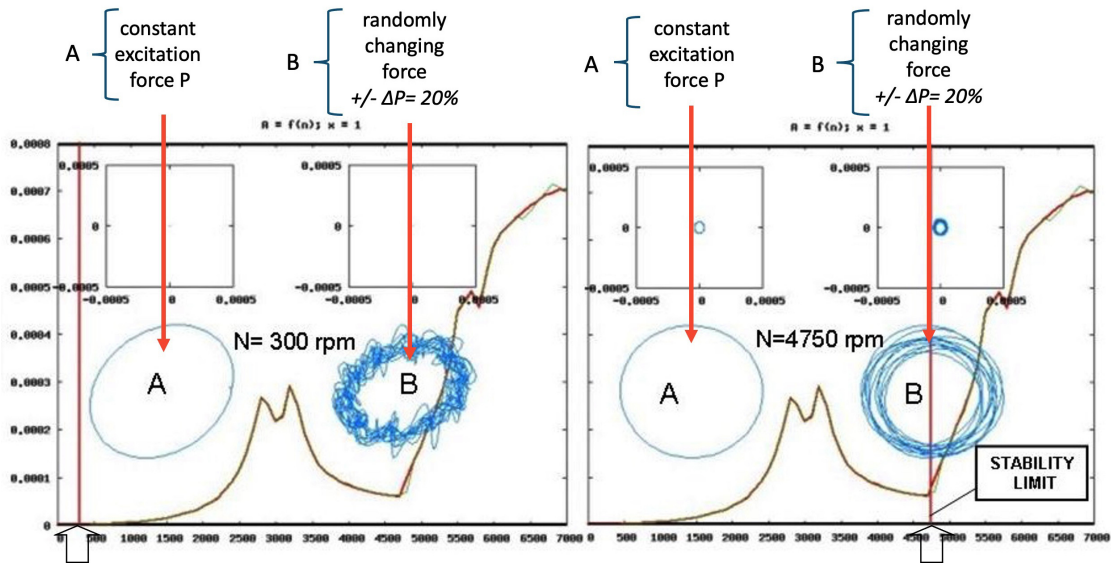 A
constant
excitation
force P
B
randomly
changing
force
+/- ΔP= 20%
A = f(n); x = 1
0.0008
0.0007
0.0006
0.0005
0.0004
0.0003
0.0002
0.0001
0
0.0005
0
-0.0005
-0.0005 0 0.0005
0.0005
0
-0.0005
-0.0005 0 0.0005
N= 300 rpm
A
B
0 500 1000 1500 2000 2500 3000 3500 4000 4500 5000 5500 6000 6500 7000
A
constant
excitation
force P
B
randomly
changing
force
+/- ΔP= 20%
A = f(n); x = 1
0.0005
0
-0.0005
-0.0005 0 0.0005
0.0005
0
-0.0005
-0.0005 0 0.0005
N=4750 rpm
A
B
STABILITY
LIMIT
0 500 1000 1500 2000 2500 3000 3500 4000 4500 5000 5500 6000 6500 7000